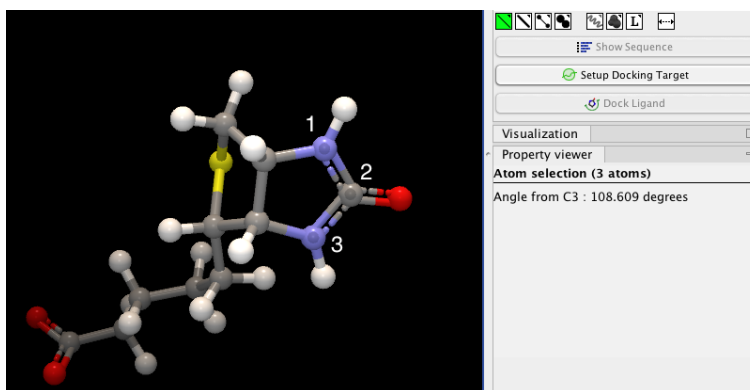 1
2
3
L
Show Sequence
Setup Docking Target
Dock Ligand
Visualization
Property viewer
Atom selection (3 atoms)
Angle from C3 : 108.609 degrees